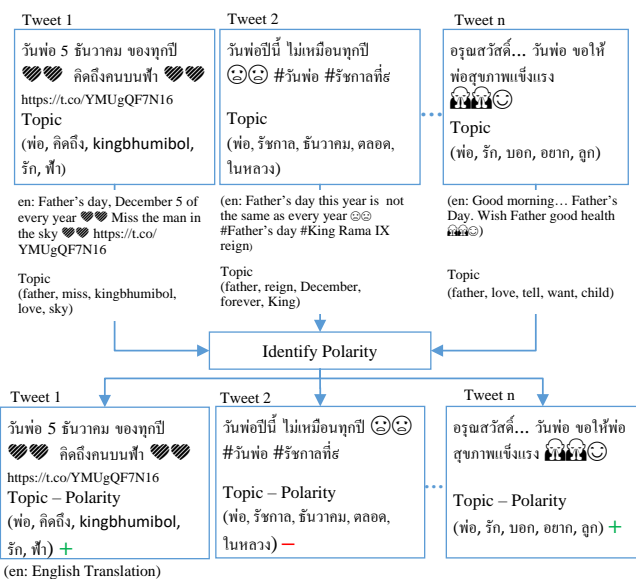 Tweet 1
วันพ่อ 5 ธันวาคม ของทุกปี
🖤🖤 คิดถึงคนบนฟ้า 🖤🖤
https://t.co/YMUgQF7N16
Topic
(พ่อ, คิดถึง, kingbhumibol,
รัก, ฟ้า)
Tweet 2
วันพ่อปีนี้ ไม่เหมือนทุกปี
☹☹ #วันพ่อ #รัชกาลที่๙
Topic
(พ่อ, รัชกาล, ธันวาคม, ตลอด,
ในหลวง)
...
Tweet n
อรุณสวัสดิ์... วันพ่อ ขอให้
พ่อสุขภาพแข็งแรง
🙏🙏☺
Topic
(พ่อ, รัก, บอก, อยาก, ลูก)
en: Father's day, December 5 of
every year 🖤🖤 Miss the man in
the sky 🖤🖤 https://t.co/
YMUgQF7N16
Topic
(father, miss, kingbhumibol,
love, sky)
(en: Father's day this year is not
the same as every year ☹☹
#Father's day #King Rama IX
reign)
Topic
(father, reign, December,
forever, King)
(en: Good morning... Father's
Day. Wish Father good health
🙏🙏☺)
Topic
(father, love, tell, want, child)
Identify Polarity
Tweet 1
วันพ่อ 5 ธันวาคม ของทุกปี
🖤🖤 คิดถึงคนบนฟ้า 🖤🖤
https://t.co/YMUgQF7N16
Topic – Polarity
(พ่อ, คิดถึง, kingbhumibol,
รัก, ฟ้า) +
Tweet 2
วันพ่อปีนี้ ไม่เหมือนทุกปี ☹☹
#วันพ่อ #รัชกาลที่๙
Topic – Polarity
(พ่อ, รัชกาล, ธันวาคม, ตลอด,
ในหลวง) –
...
Tweet n
อรุณสวัสดิ์... วันพ่อ ขอให้พ่อ
สุขภาพแข็งแรง 🙏🙏☺
Topic – Polarity
(พ่อ, รัก, บอก, อยาก, ลูก) +
(en: English Translation)